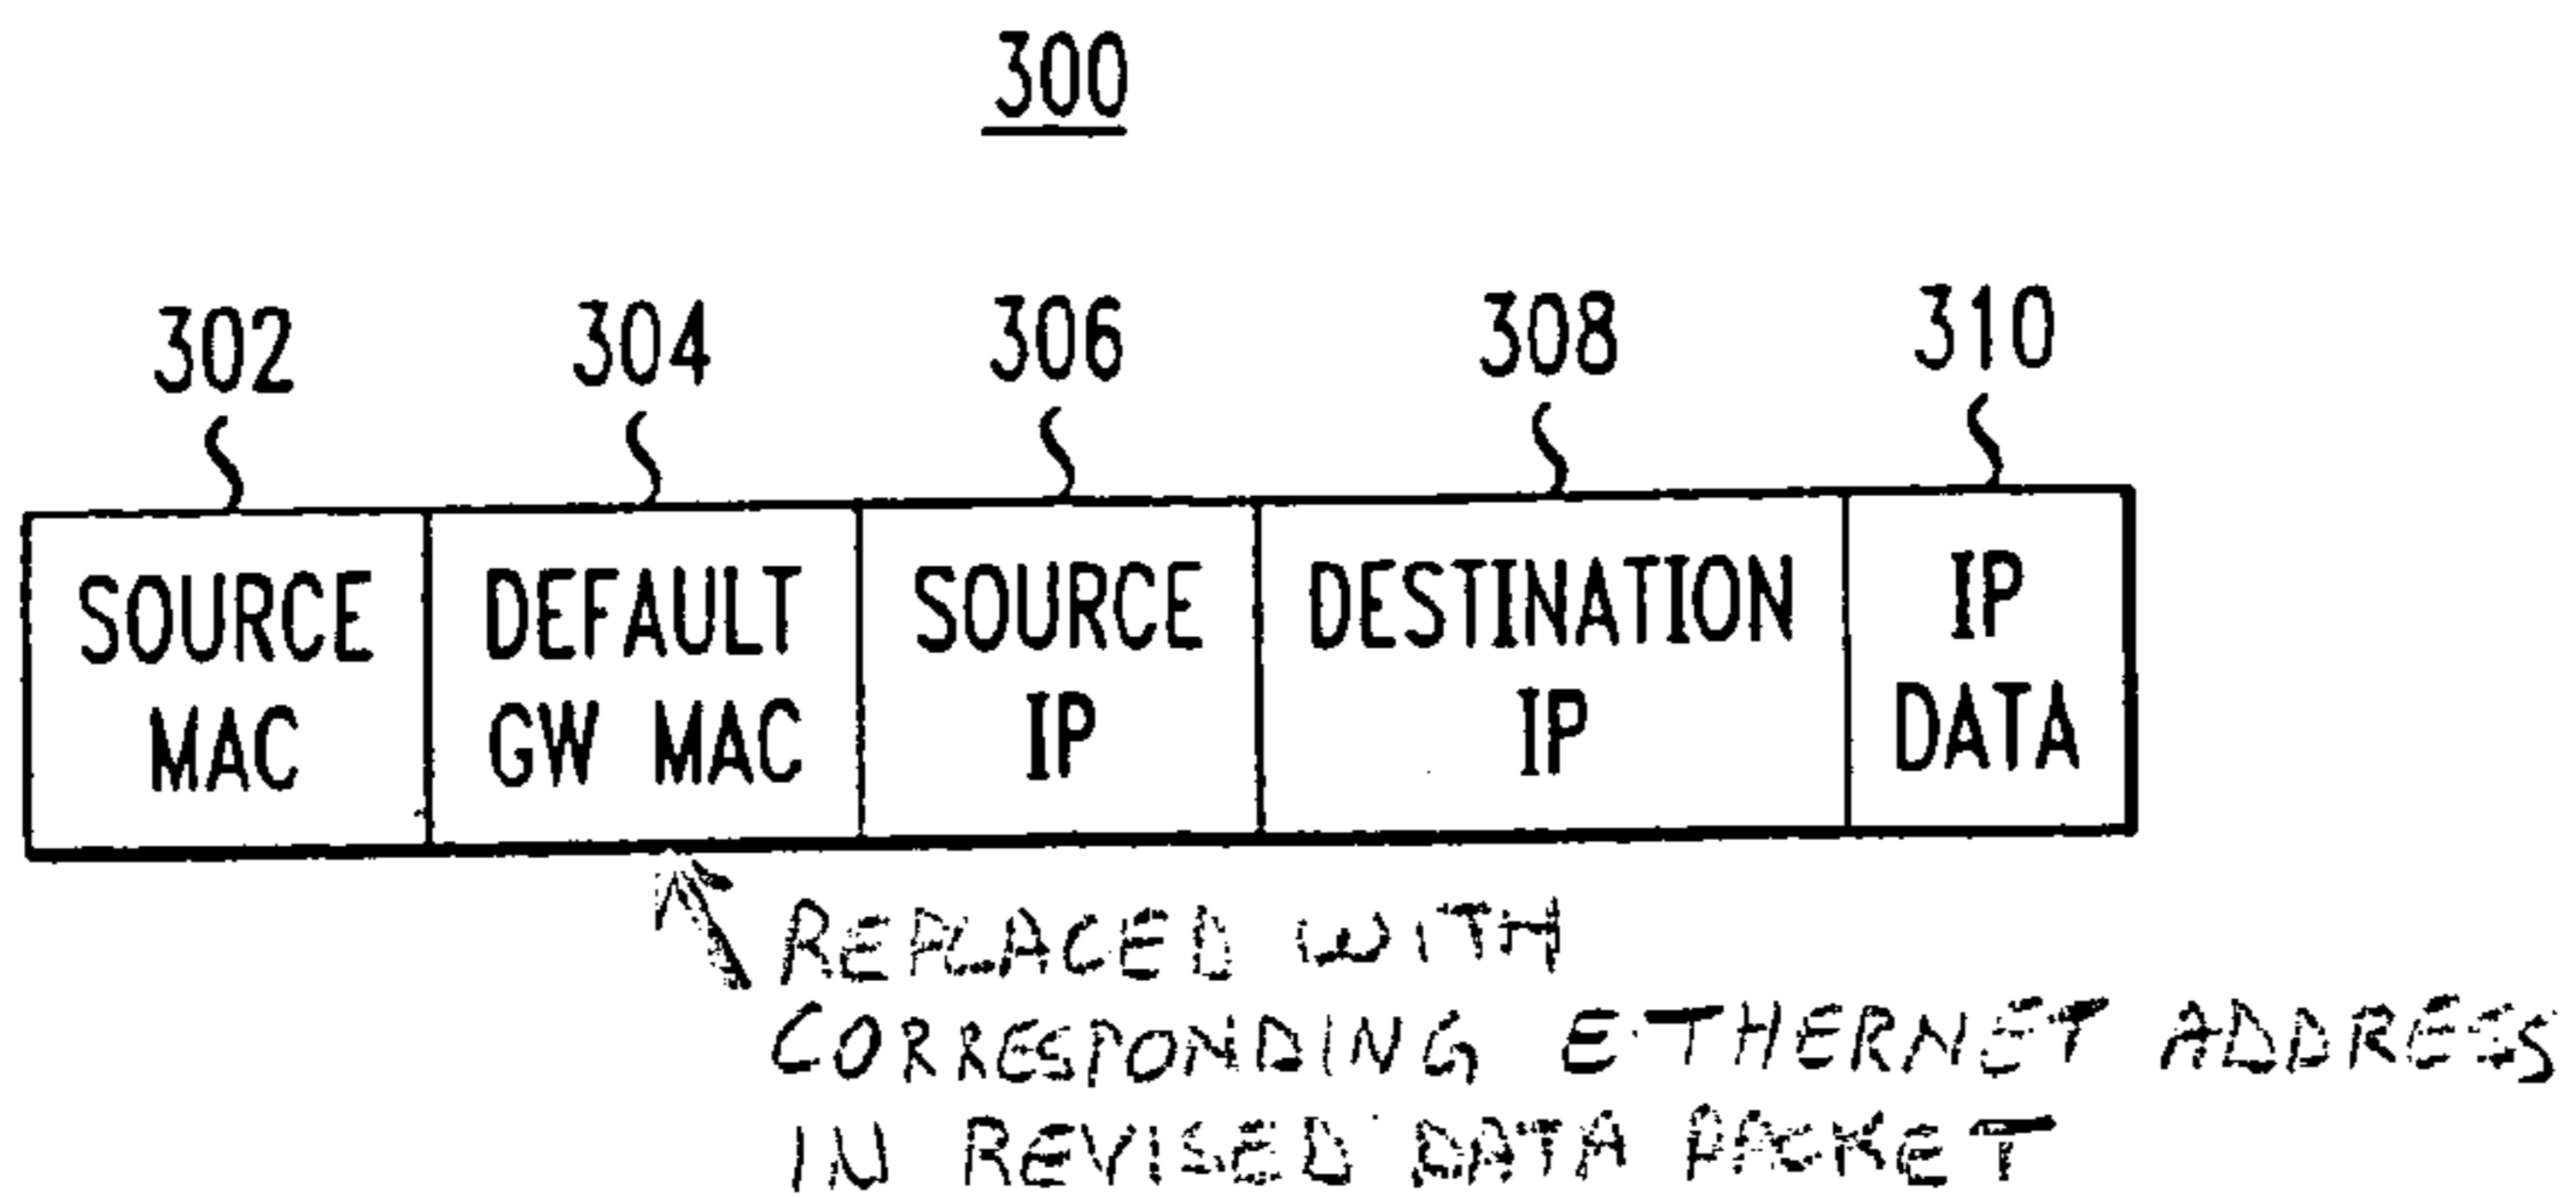 300
302 304 306 308 310
SOURCE DEFAULT SOURCE DESTINATION IP
MAC GW MAC IP IP DATA
REPLACED WITH
CORRESPONDING ETHERNET ADDRESS
IN REVISED DATA PACKET